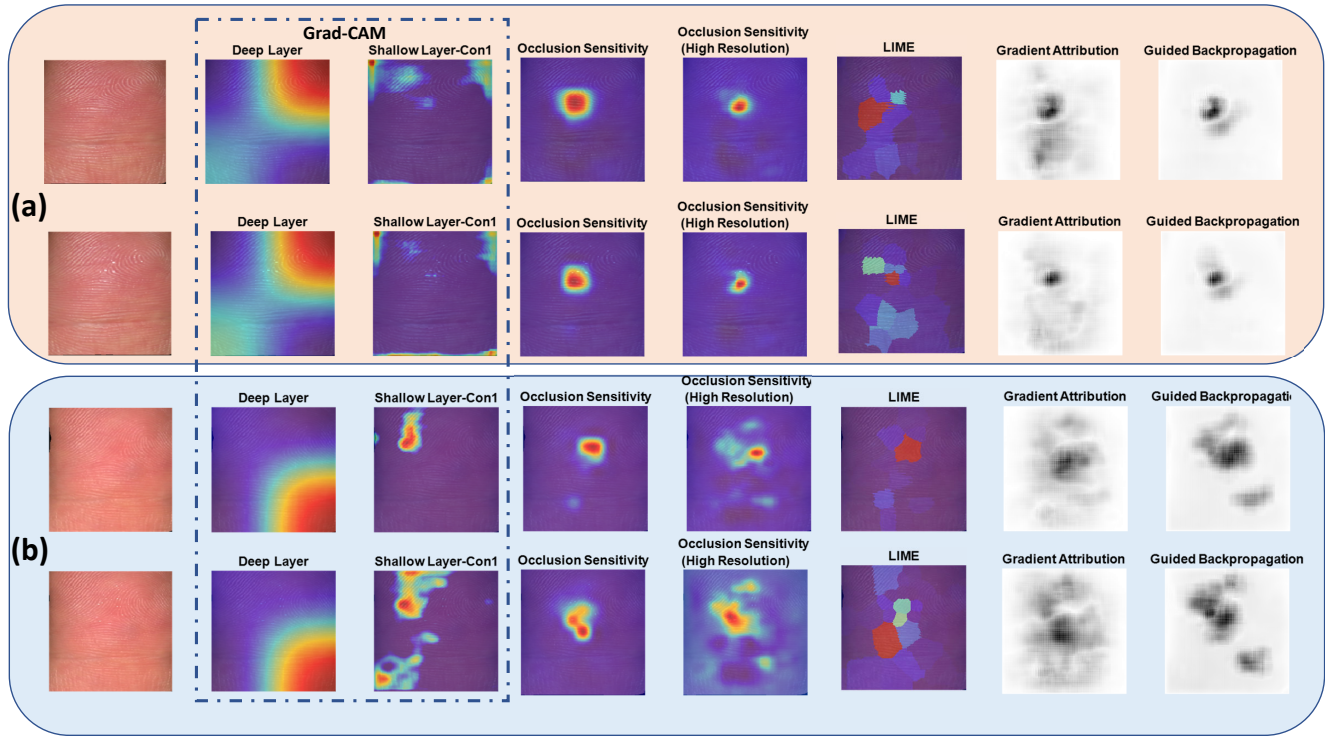 Grad-CAM
Deep Layer
Shallow Layer-Con1
Occlusion Sensitivity
Occlusion Sensitivity
(High Resolution)
LIME
Gradient Attribution
Guided Backpropagation
(a)
Deep Layer
Shallow Layer-Con1
Occlusion Sensitivity
Occlusion Sensitivity
(High Resolution)
LIME
Gradient Attribution
Guided Backpropagation
Deep Layer
Shallow Layer-Con1
Occlusion Sensitivity
Occlusion Sensitivity
(High Resolution)
LIME
Gradient Attribution
Guided Backpropagati
(b)
Deep Layer
Shallow Layer-Con1
Occlusion Sensitivity
Occlusion Sensitivity
(High Resolution)
LIME
Gradient Attribution
Guided Backpropagation